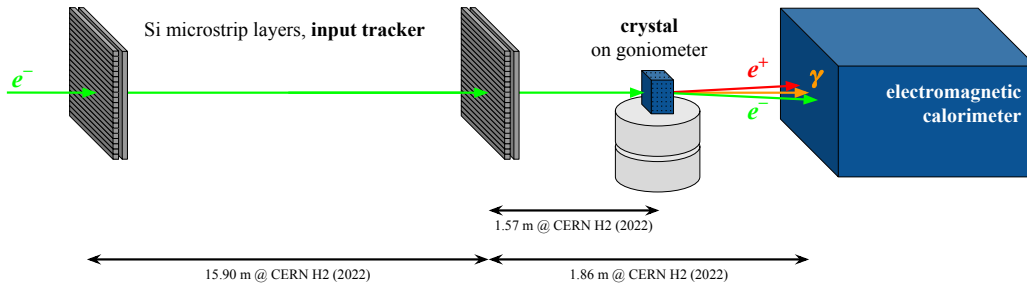 Si microstrip layers, input tracker
crystal
on goniometer
e⁻
e⁺
γ
e⁻
electromagnetic
calorimeter
1.57 m @ CERN H2 (2022)
15.90 m @ CERN H2 (2022)
1.86 m @ CERN H2 (2022)